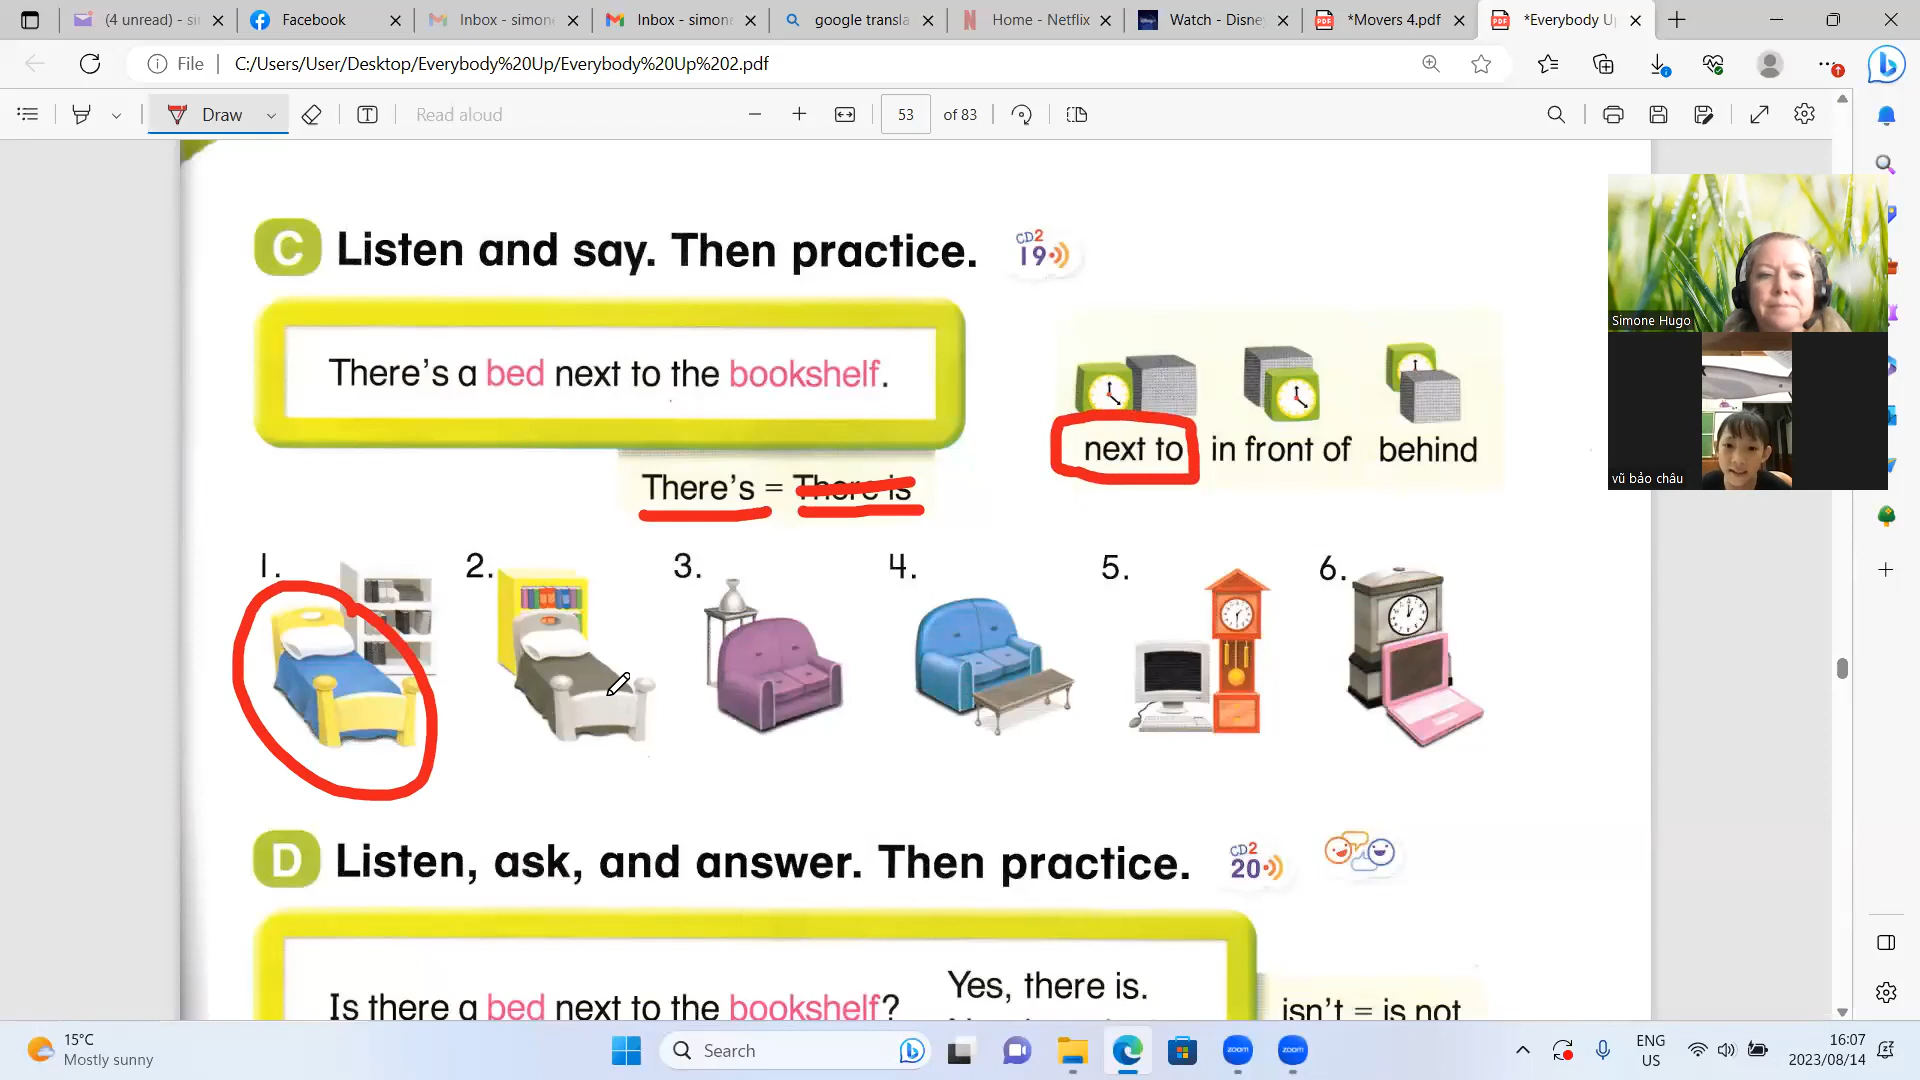 (4 unread) - si
Facebook
Inbox - simon
Inbox - simon
google transla
Home - Netflix
Watch - Disne
*Movers 4.pdf
*Everybody U
File
C:/Users/User/Desktop/Everybody%20Up/Everybody%20Up%202.pdf
Draw
Read aloud
53
of 83
C Listen and say. Then practice.
CD2
19
There's a bed next to the bookshelf.
There's = There is
next to
in front of
behind
Simone Hugo
vũ bảo châu
1.
2.
3.
4.
5.
6.
D Listen, ask, and answer. Then practice.
CD2
20
Yes, there is.
Is there a bed next to the bookshelf?
isn't = is not
15°C
Mostly sunny
Search
zoom
zoom
ENG
US
16:07
2023/08/14